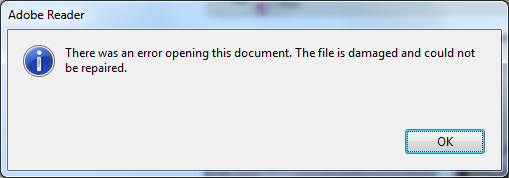 Adobe Reader
There was an error opening this document. The file is damaged and could not
be repaired.
OK